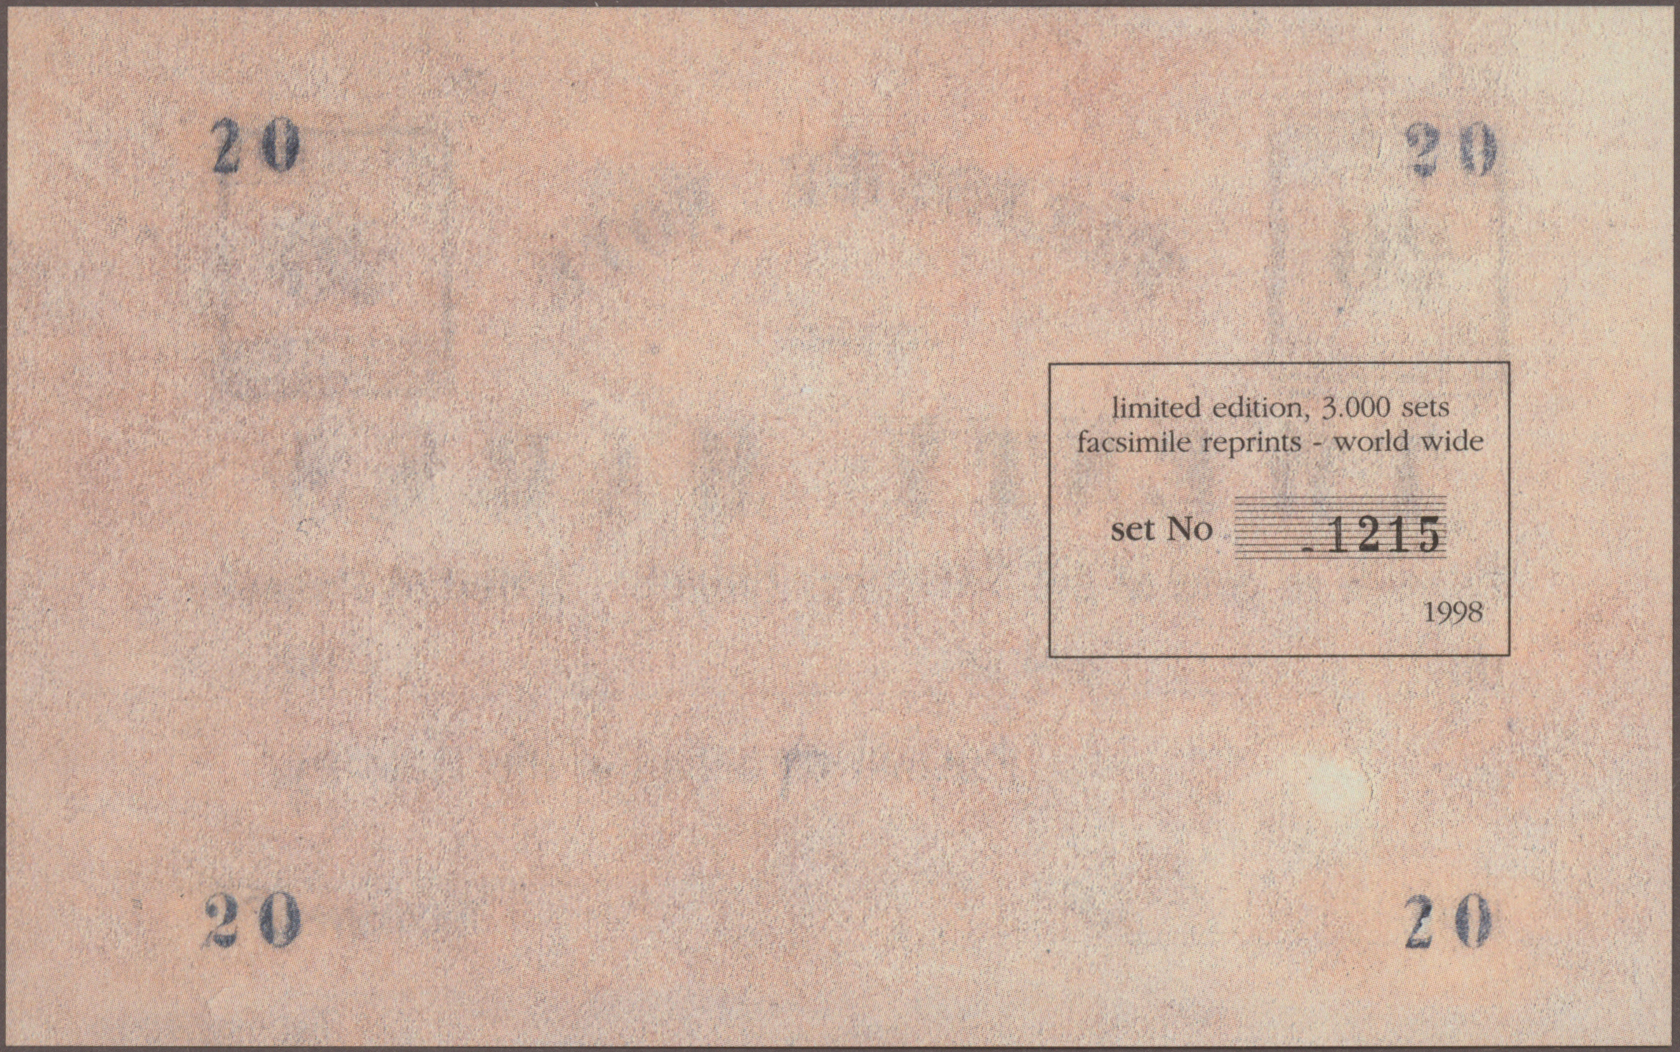 20 20
limited edition, 3.000 sets
facsimile reprints - world wide
set No .1215
1998
20 20